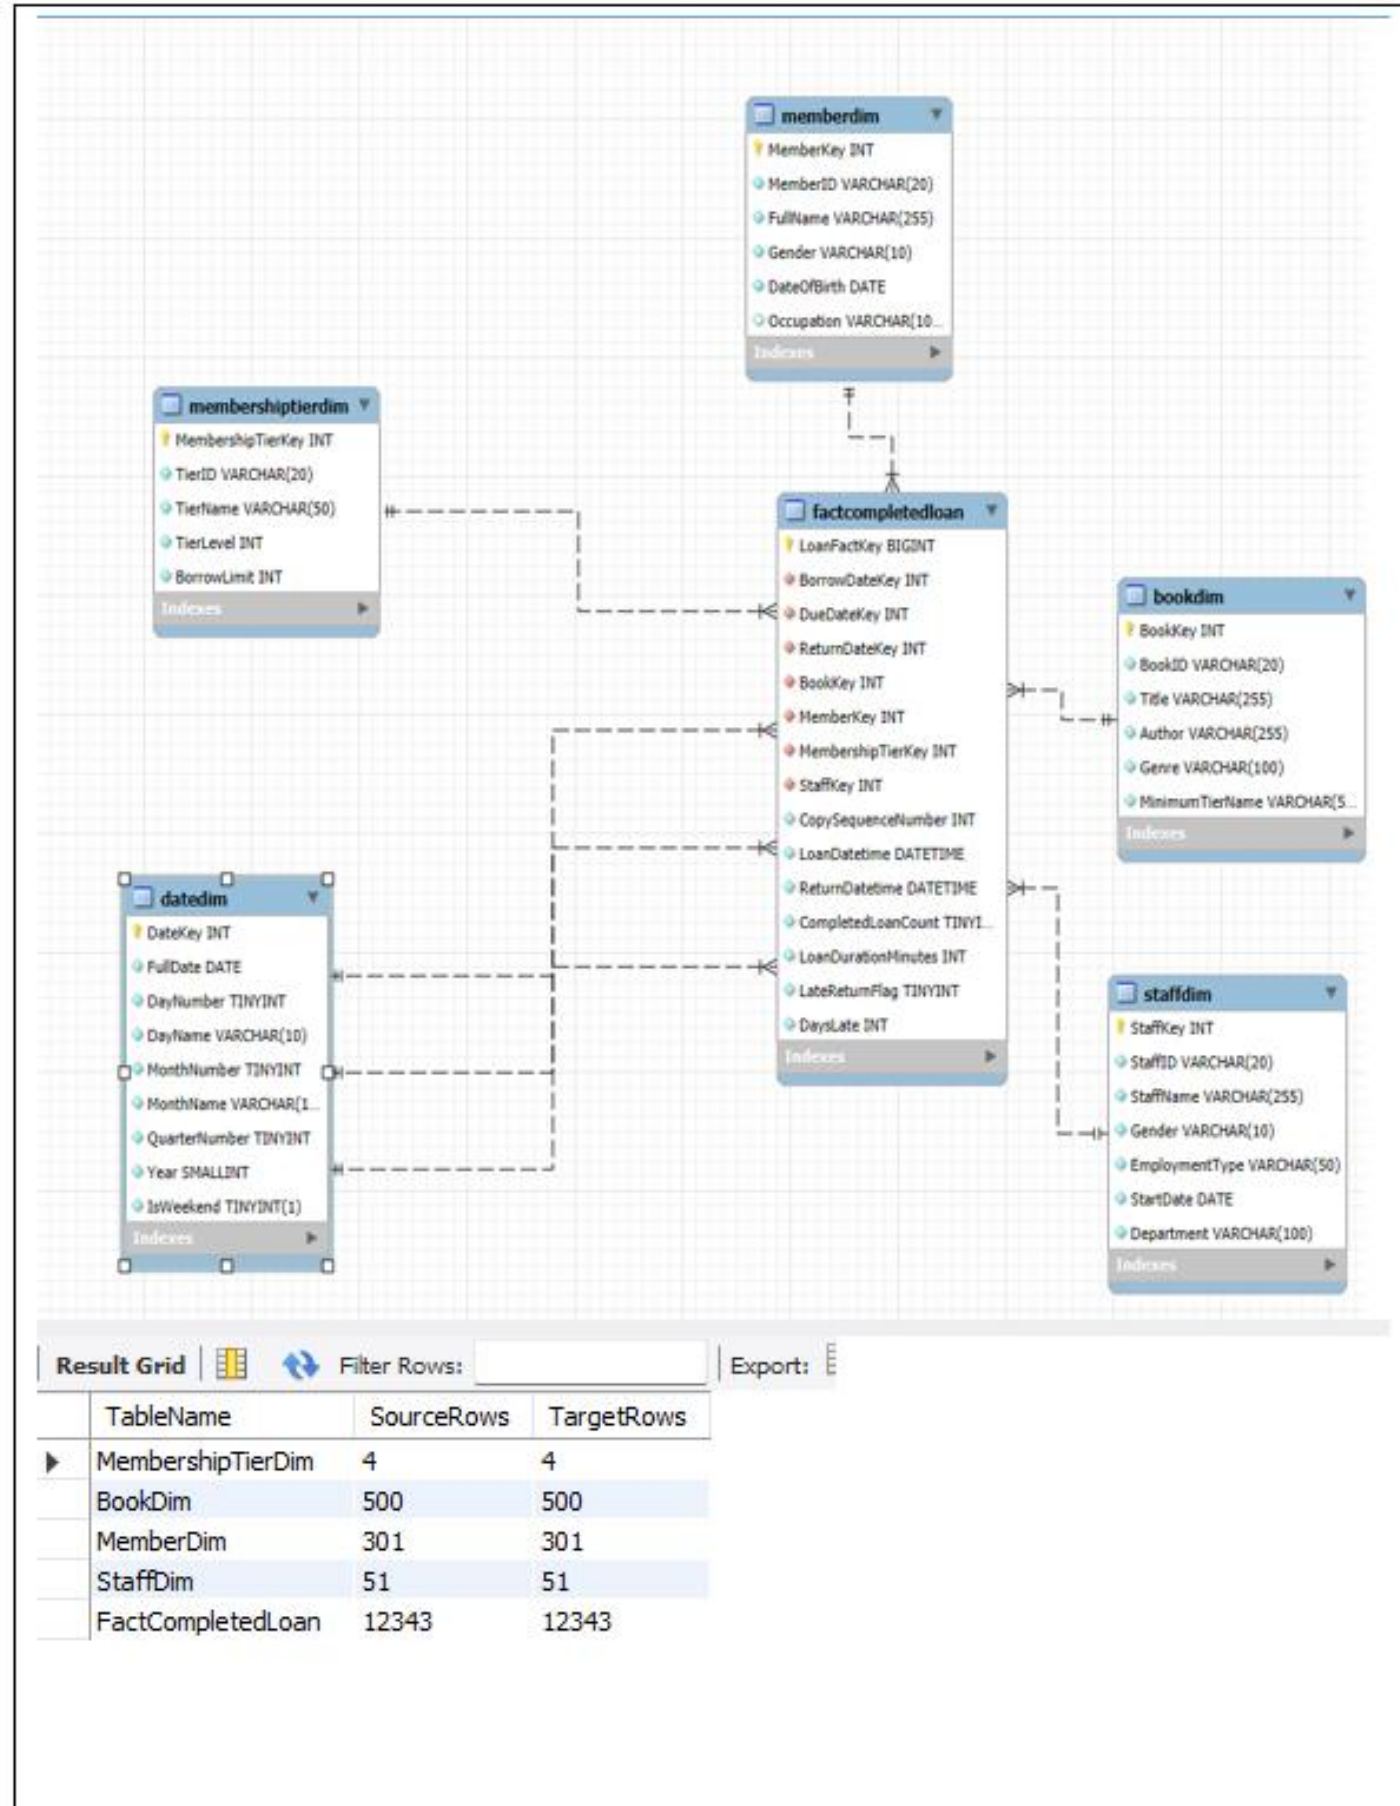 memberdim
MemberKey INT
MemberID VARCHAR(20)
FullName VARCHAR(255)
Gender VARCHAR(10)
DateOfBirth DATE
Occupation VARCHAR(10...
Indexes
membershiptierdim
MembershipTierKey INT
TierID VARCHAR(20)
TierName VARCHAR(50)
TierLevel INT
BorrowLimit INT
Indexes
factcompletedloan
LoanFactKey BIGINT
BorrowDateKey INT
DueDateKey INT
ReturnDateKey INT
BookKey INT
MemberKey INT
MembershipTierKey INT
StaffKey INT
CopySequenceNumber INT
LoanDatetime DATETIME
ReturnDatetime DATETIME
CompletedLoanCount TINYI...
LoanDurationMinutes INT
LateReturnFlag TINYINT
DaysLate INT
Indexes
bookdim
BookKey INT
BookID VARCHAR(20)
Title VARCHAR(255)
Author VARCHAR(255)
Genre VARCHAR(100)
MinimumTierName VARCHAR(5...
Indexes
datedim
DateKey INT
FullDate DATE
DayNumber TINYINT
DayName VARCHAR(10)
MonthNumber TINYINT
MonthName VARCHAR(1...
QuarterNumber TINYINT
Year SMALLINT
IsWeekend TINYINT(1)
Indexes
staffdim
StaffKey INT
StaffID VARCHAR(20)
StaffName VARCHAR(255)
Gender VARCHAR(10)
EmploymentType VARCHAR(50)
StartDate DATE
Department VARCHAR(100)
Indexes
Result Grid Filter Rows: Export:
TableName SourceRows TargetRows
MembershipTierDim 4 4
BookDim 500 500
MemberDim 301 301
StaffDim 51 51
FactCompletedLoan 12343 12343